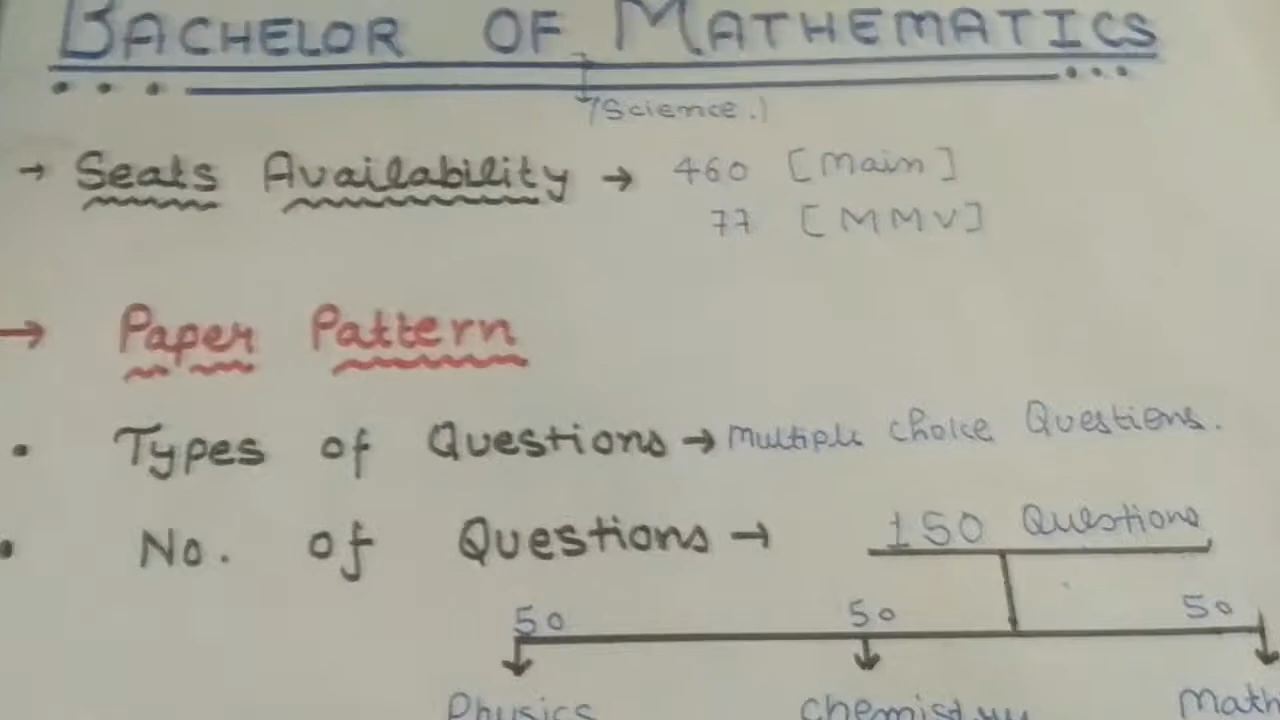 BACHELOR OF MATHEMATICS
(Science.)
→ Seats Availability → 460 [Main]
77 [MMV]
→ Paper Pattern
• Types of Questions → Multiple Choice Questions.
• No. of Questions → 150 Questions
50 50 50
Physics Chemistry Math